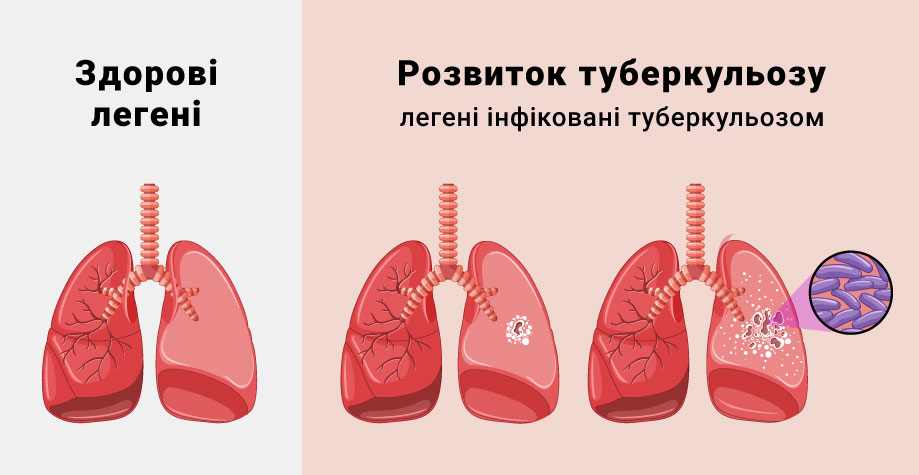 Здорові
легені
Розвиток туберкульозу
легені інфіковані туберкульозом